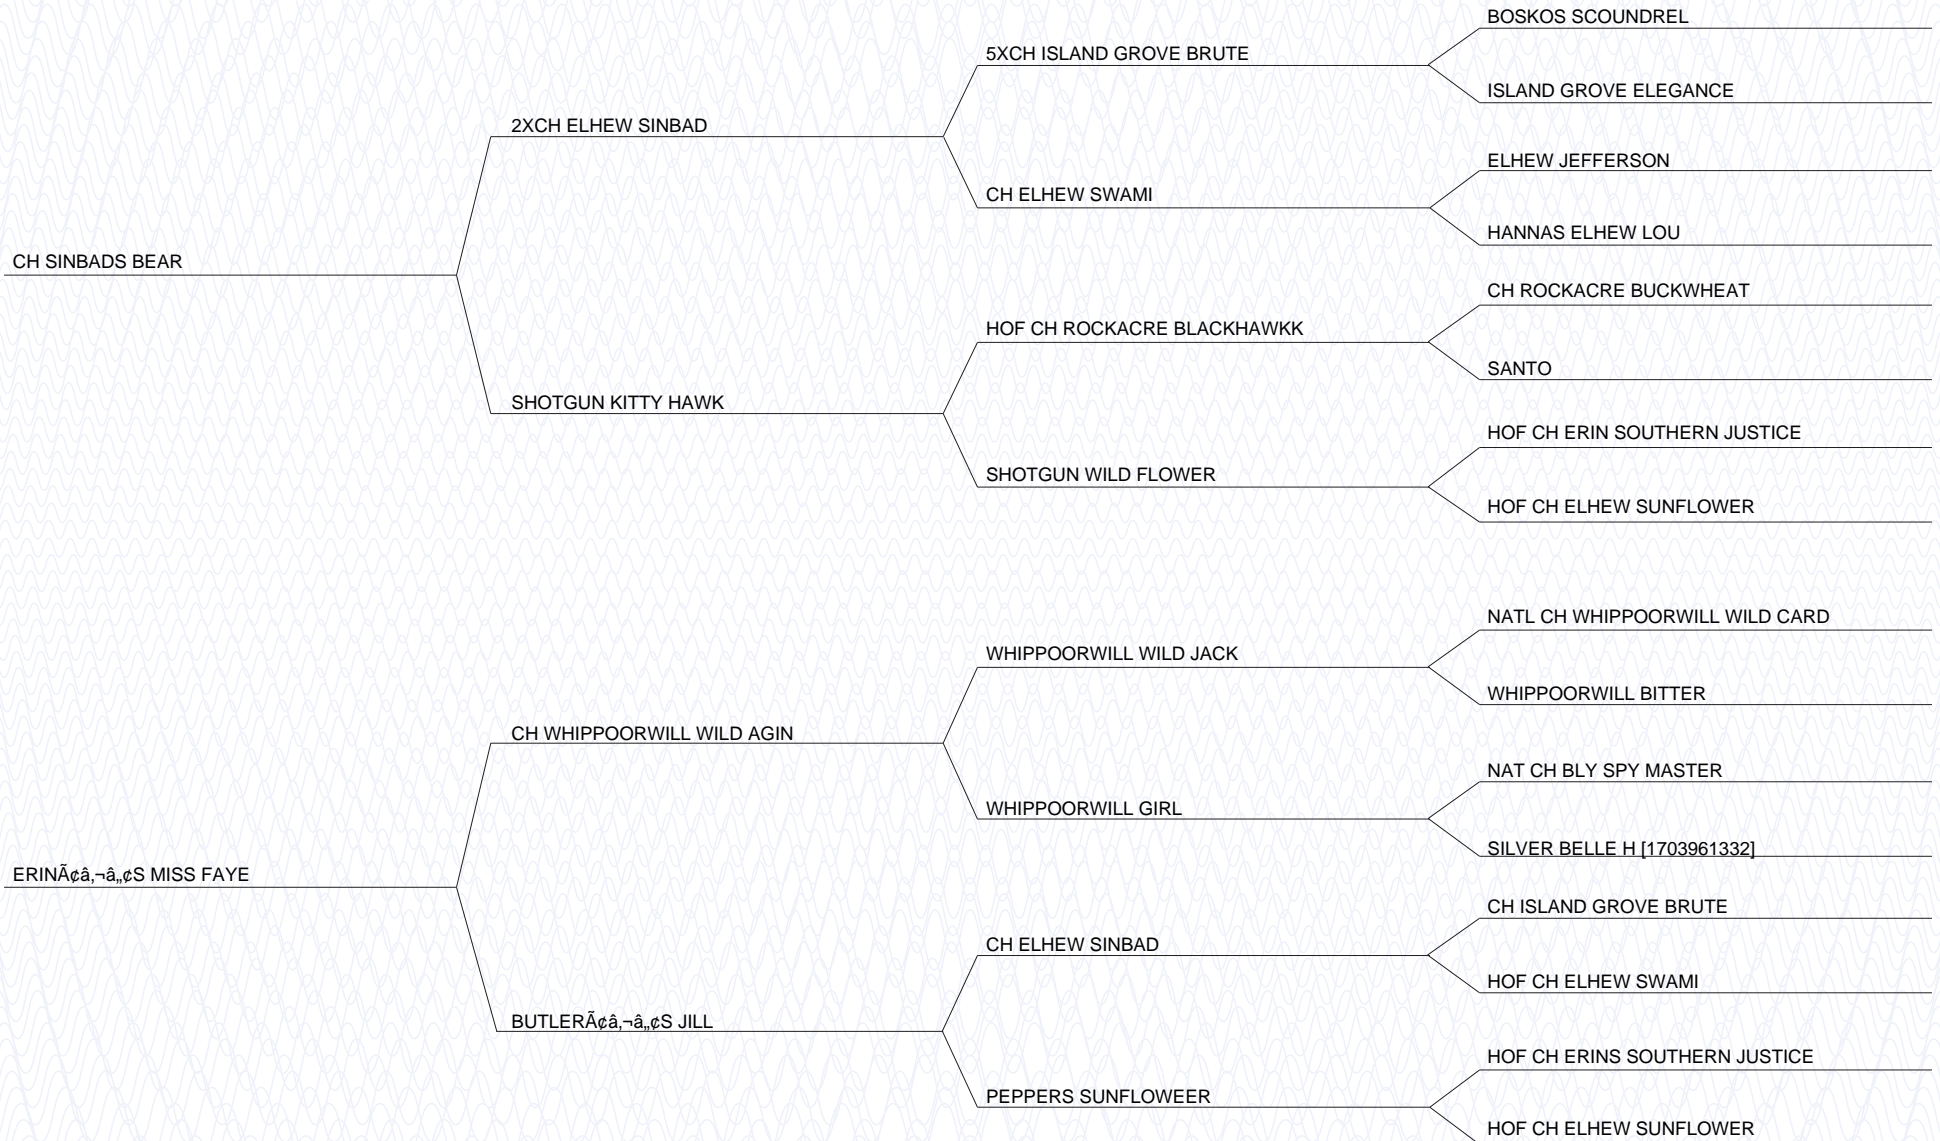 BOSKOS SCOUNDREL
5XCH ISLAND GROVE BRUTE
ISLAND GROVE ELEGANCE
2XCH ELHEW SINBAD
ELHEW JEFFERSON
CH ELHEW SWAMI
HANNAS ELHEW LOU
CH SINBADS BEAR
CH ROCKACRE BUCKWHEAT
HOF CH ROCKACRE BLACKHAWKK
SANTO
SHOTGUN KITTY HAWK
HOF CH ERIN SOUTHERN JUSTICE
SHOTGUN WILD FLOWER
HOF CH ELHEW SUNFLOWER
NATL CH WHIPPOORWILL WILD CARD
WHIPPOORWILL WILD JACK
WHIPPOORWILL BITTER
CH WHIPPOORWILL WILD AGIN
NAT CH BLY SPY MASTER
WHIPPOORWILL GIRL
SILVER BELLE H [1703961332]
ERINÃ¢â‚¬â„¢S MISS FAYE
CH ISLAND GROVE BRUTE
CH ELHEW SINBAD
HOF CH ELHEW SWAMI
BUTLERÃ¢â‚¬â„¢S JILL
HOF CH ERINS SOUTHERN JUSTICE
PEPPERS SUNFLOWEER
HOF CH ELHEW SUNFLOWER